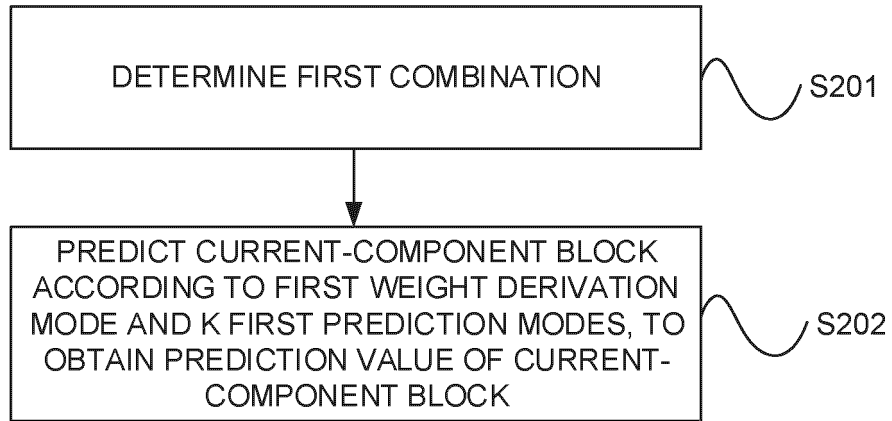 DETERMINE FIRST COMBINATION
S201
PREDICT CURRENT-COMPONENT BLOCK
ACCORDING TO FIRST WEIGHT DERIVATION
MODE AND K FIRST PREDICTION MODES, TO
OBTAIN PREDICTION VALUE OF CURRENT-
COMPONENT BLOCK
S202